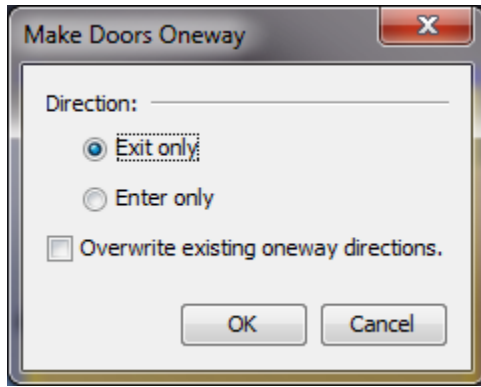 Make Doors Oneway
Direction:
Exit only
Enter only
Overwrite existing oneway directions.
OK
Cancel